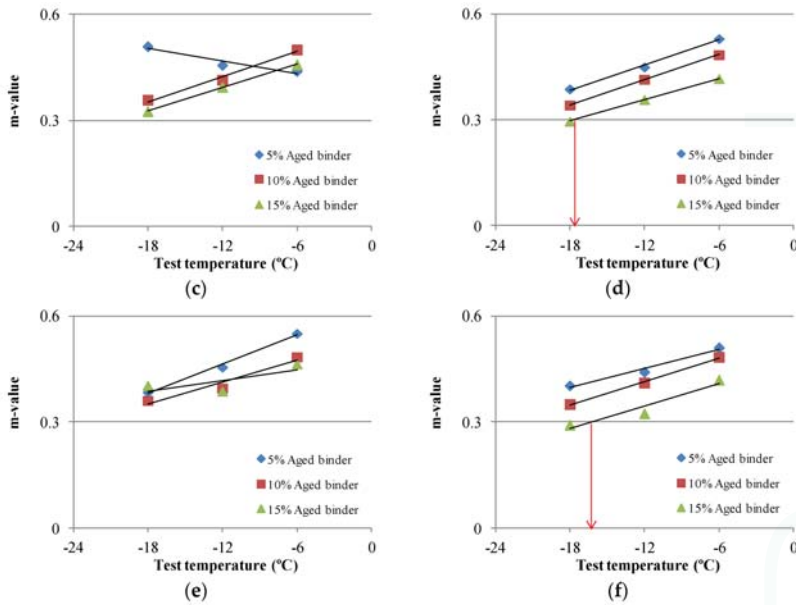 0.6
m-value
0.3
0
5% Aged binder
10% Aged binder
15% Aged binder
-24 -18 -12 -6 0
Test temperature (ºC)
(c)
0.6
m-value
0.3
0
5% Aged binder
10% Aged binder
15% Aged binder
-24 -18 -12 -6 0
Test temperature (ºC)
(d)
0.6
m-value
0.3
0
5% Aged binder
10% Aged binder
15% Aged binder
-24 -18 -12 -6 0
Test temperature (ºC)
(e)
0.6
m-value
0.3
0
5% Aged binder
10% Aged binder
15% Aged binder
-24 -18 -12 -6 0
Test temperature (ºC)
(f)